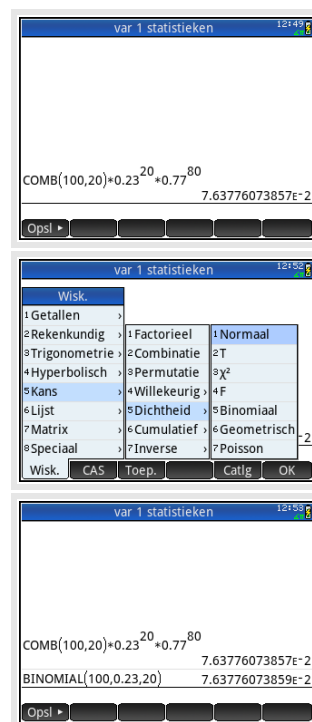 var 1 statistieken 12:49
COMB(100,20)*0.23^20*0.77^80
7.63776073857E-2
Opsl ►
var 1 statistieken 12:52
Wisk.
1 Getallen ›
2 Rekenkundig › 1 Factorieel 1 Normaal
3 Trigonometrie › 2 Combinatie 2 T
4 Hyperbolisch › 3 Permutatie 3 χ²
5 Kans › 4 Willekeurig › 4 F
6 Lijst › 5 Dichtheid › 5 Binomiaal
7 Matrix › 6 Cumulatief › 6 Geometrisch
8 Speciaal › 7 Inverse › 7 Poisson
-2
Wisk. CAS Toep. Catlg OK
var 1 statistieken 12:53
COMB(100,20)*0.23^20*0.77^80
7.63776073857E-2
BINOMIAL(100,0.23,20) 7.63776073859E-2
Opsl ►